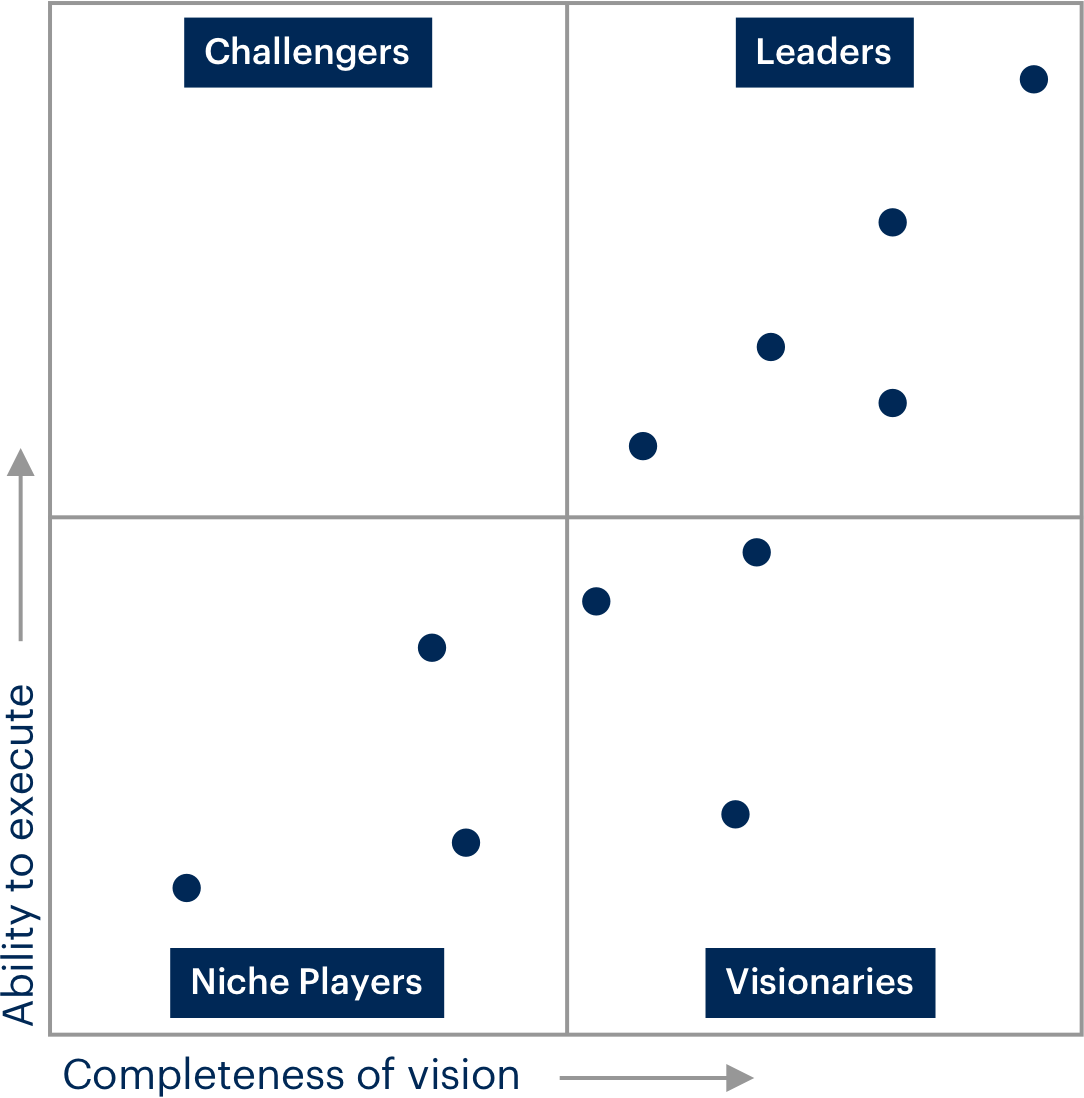 Challengers
Leaders
Ability to execute
Niche Players
Visionaries
Completeness of vision